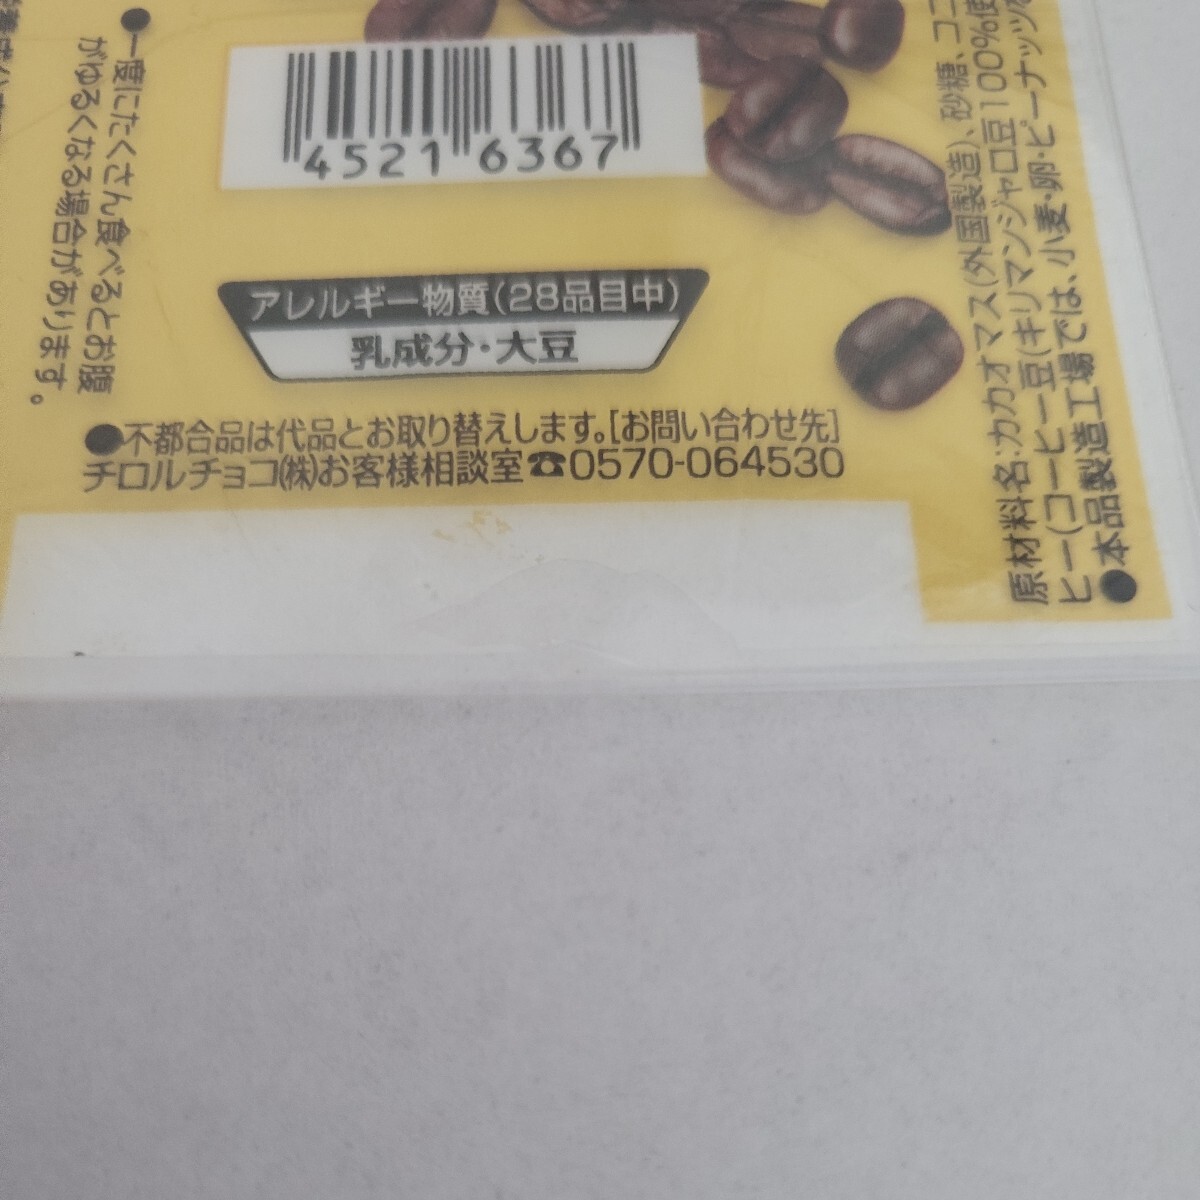 ●一度にたくさん食べるとお腹
がゆるくなる場合があります。
4521 6367
アレルギー物質(28品目中)
乳成分・大豆
●不都合品は代品とお取り替えします。[お問い合わせ先]
チロルチョコ(株)お客様相談室☎0570-064530
原材料名:カカオマス(外国製造)、砂糖、ココ
ヒー(コーヒー豆(キリマンジャロ豆100%使
●本品製造工場では、小麦・卵・ピーナッツを